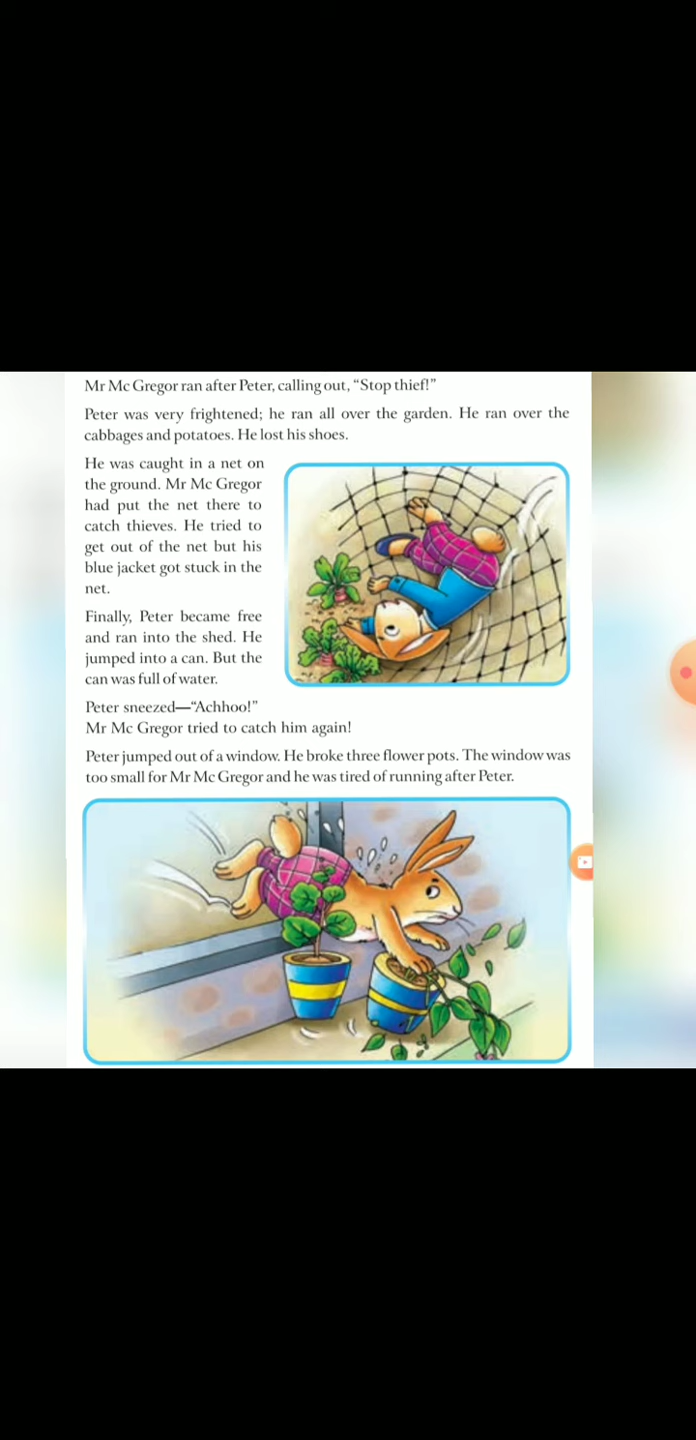 Mr Mc Gregor ran after Peter, calling out, “Stop thief!”
Peter was very frightened; he ran all over the garden. He ran over the
cabbages and potatoes. He lost his shoes.
He was caught in a net on
the ground. Mr Mc Gregor
had put the net there to
catch thieves. He tried to
get out of the net but his
blue jacket got stuck in the
net.
Finally, Peter became free
and ran into the shed. He
jumped into a can. But the
can was full of water.
Peter sneezed—“Achhoo!”
Mr Mc Gregor tried to catch him again!
Peter jumped out of a window. He broke three flower pots. The window was
too small for Mr Mc Gregor and he was tired of running after Peter.